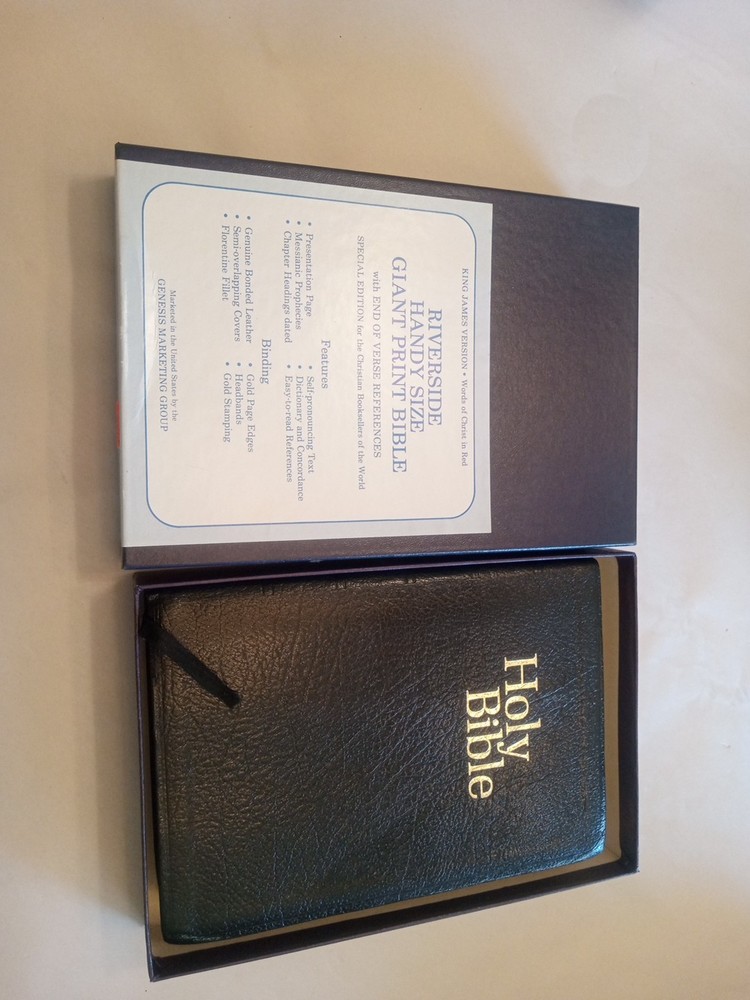 KING JAMES VERSION • Words of Christ in Red
RIVERSIDE
HANDY SIZE
GIANT PRINT BIBLE
with END OF VERSE REFERENCES
SPECIAL EDITION for the Christian Booksellers of the World
Features
• Presentation Page
• Messianic Prophecies
• Chapter Headings dated
• Self-pronouncing Text
• Dictionary and Concordance
• Easy-to-read References
Binding
• Genuine Bonded Leather
• Semi-overlapping Covers
• Florentine Fillet
• Gold Page Edges
• Headbands
• Gold Stamping
Marketed in the United States by the
GENESIS MARKETING GROUP
Holy
Bible